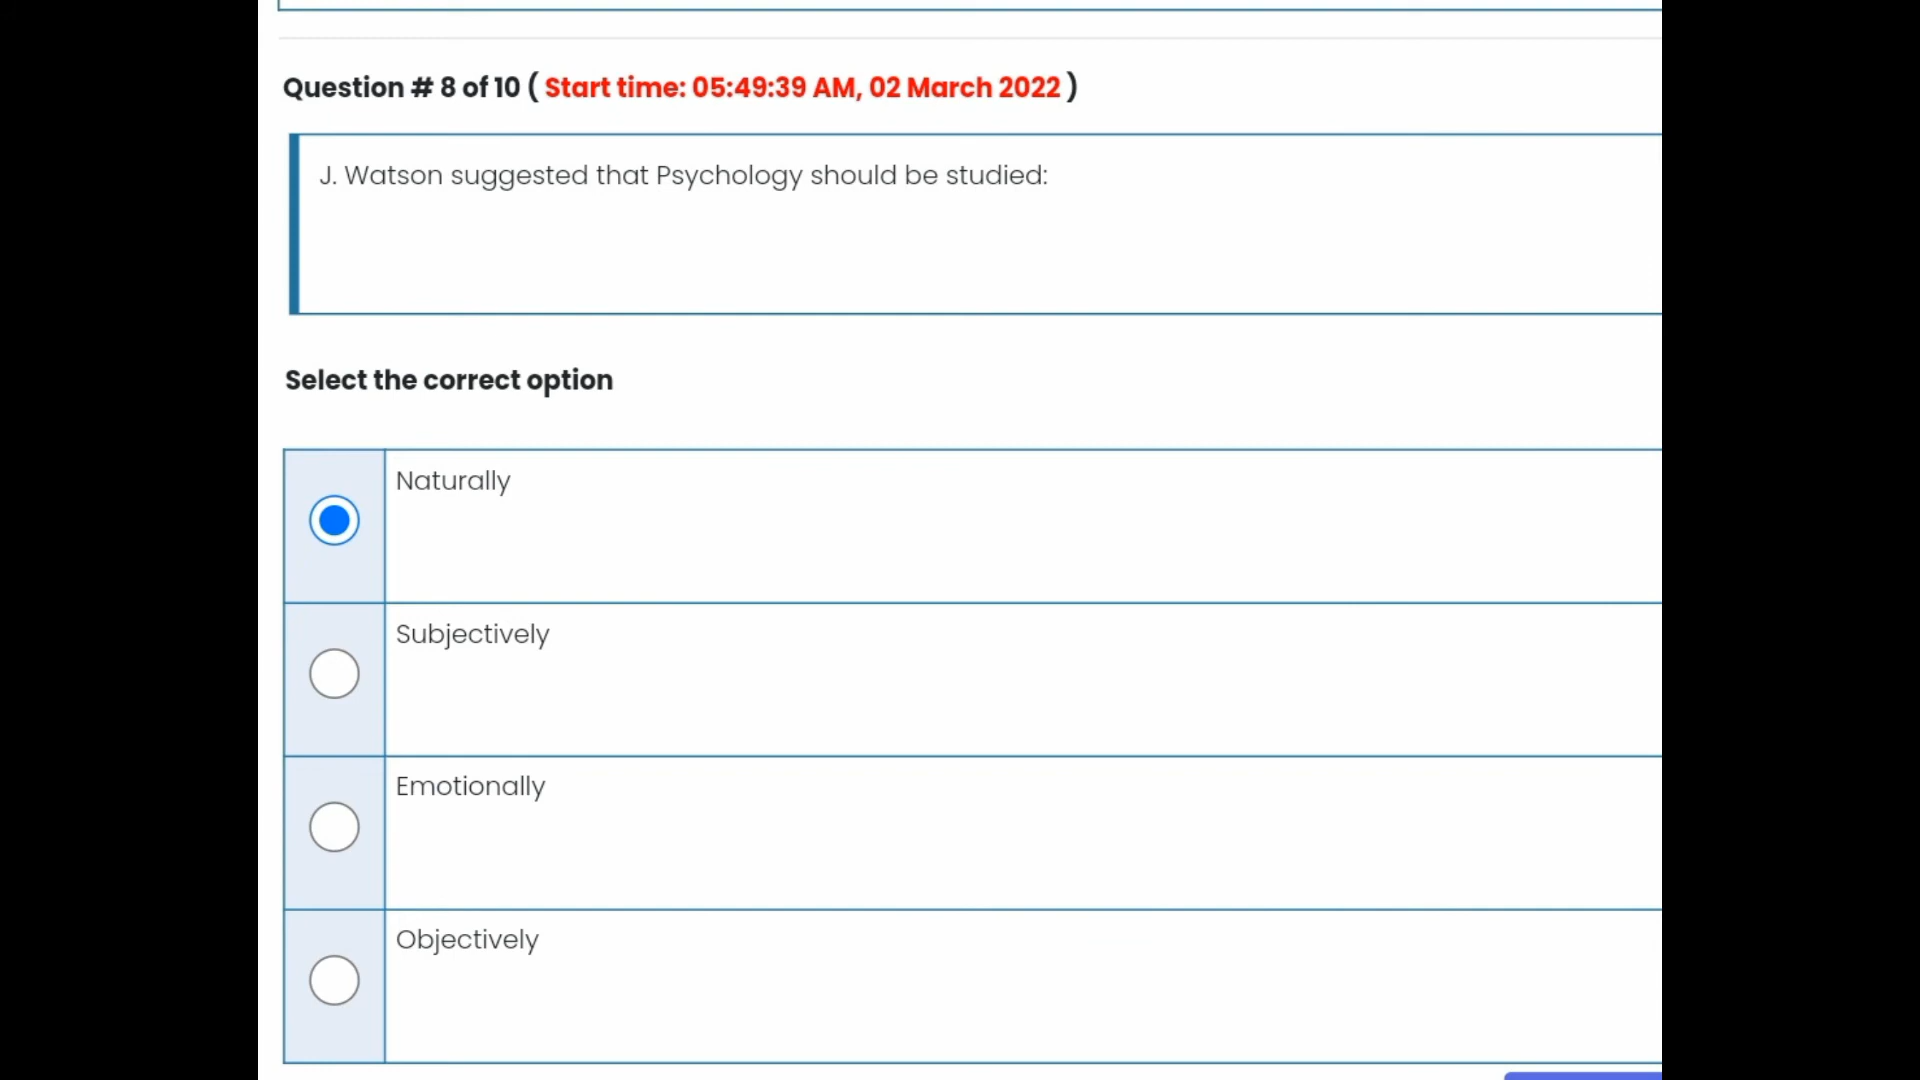 Question # 8 of 10 ( Start time: 05:49:39 AM, 02 March 2022 )
J. Watson suggested that Psychology should be studied:
Select the correct option
Naturally
Subjectively
Emotionally
Objectively